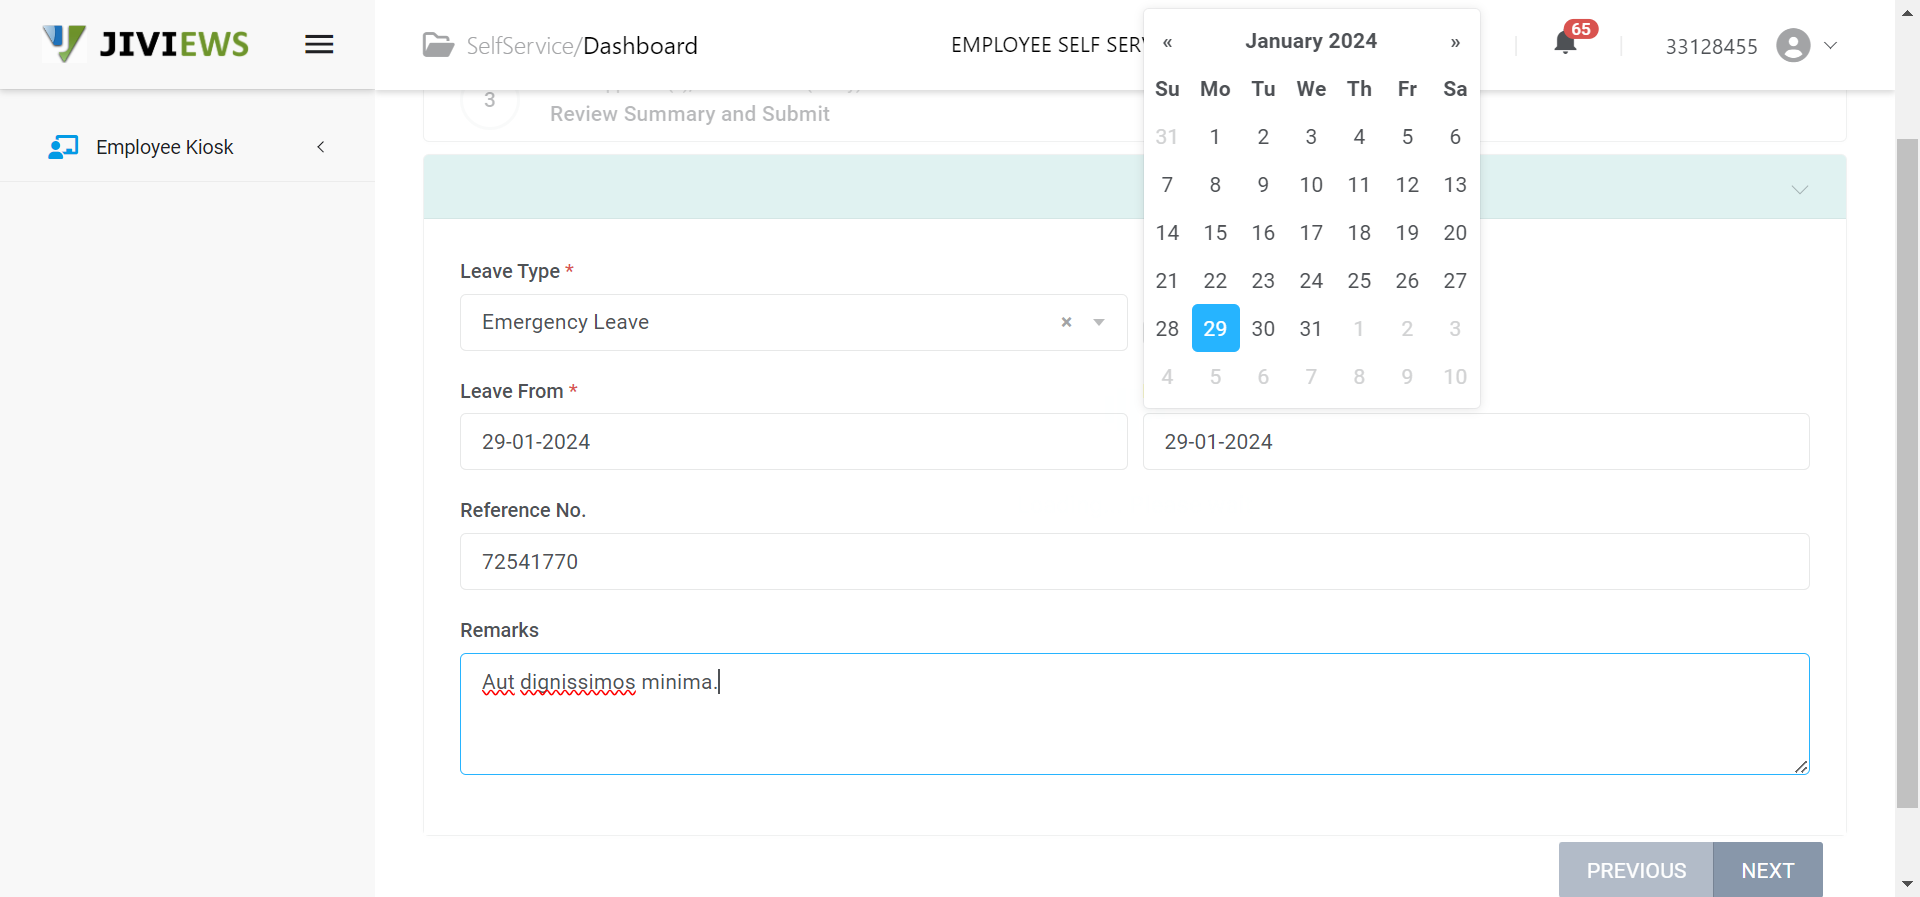 JIVIEWS
SelfService/Dashboard
EMPLOYEE SELF SER
65
33128455
Employee Kiosk
3
Review Summary and Submit
« January 2024 »
Su Mo Tu We Th Fr Sa
31 1 2 3 4 5 6
7 8 9 10 11 12 13
14 15 16 17 18 19 20
21 22 23 24 25 26 27
28 29 30 31 1 2 3
4 5 6 7 8 9 10
Leave Type *
Emergency Leave
Leave From *
29-01-2024
29-01-2024
Reference No.
72541770
Remarks
Aut dignissimos minima.
PREVIOUS
NEXT